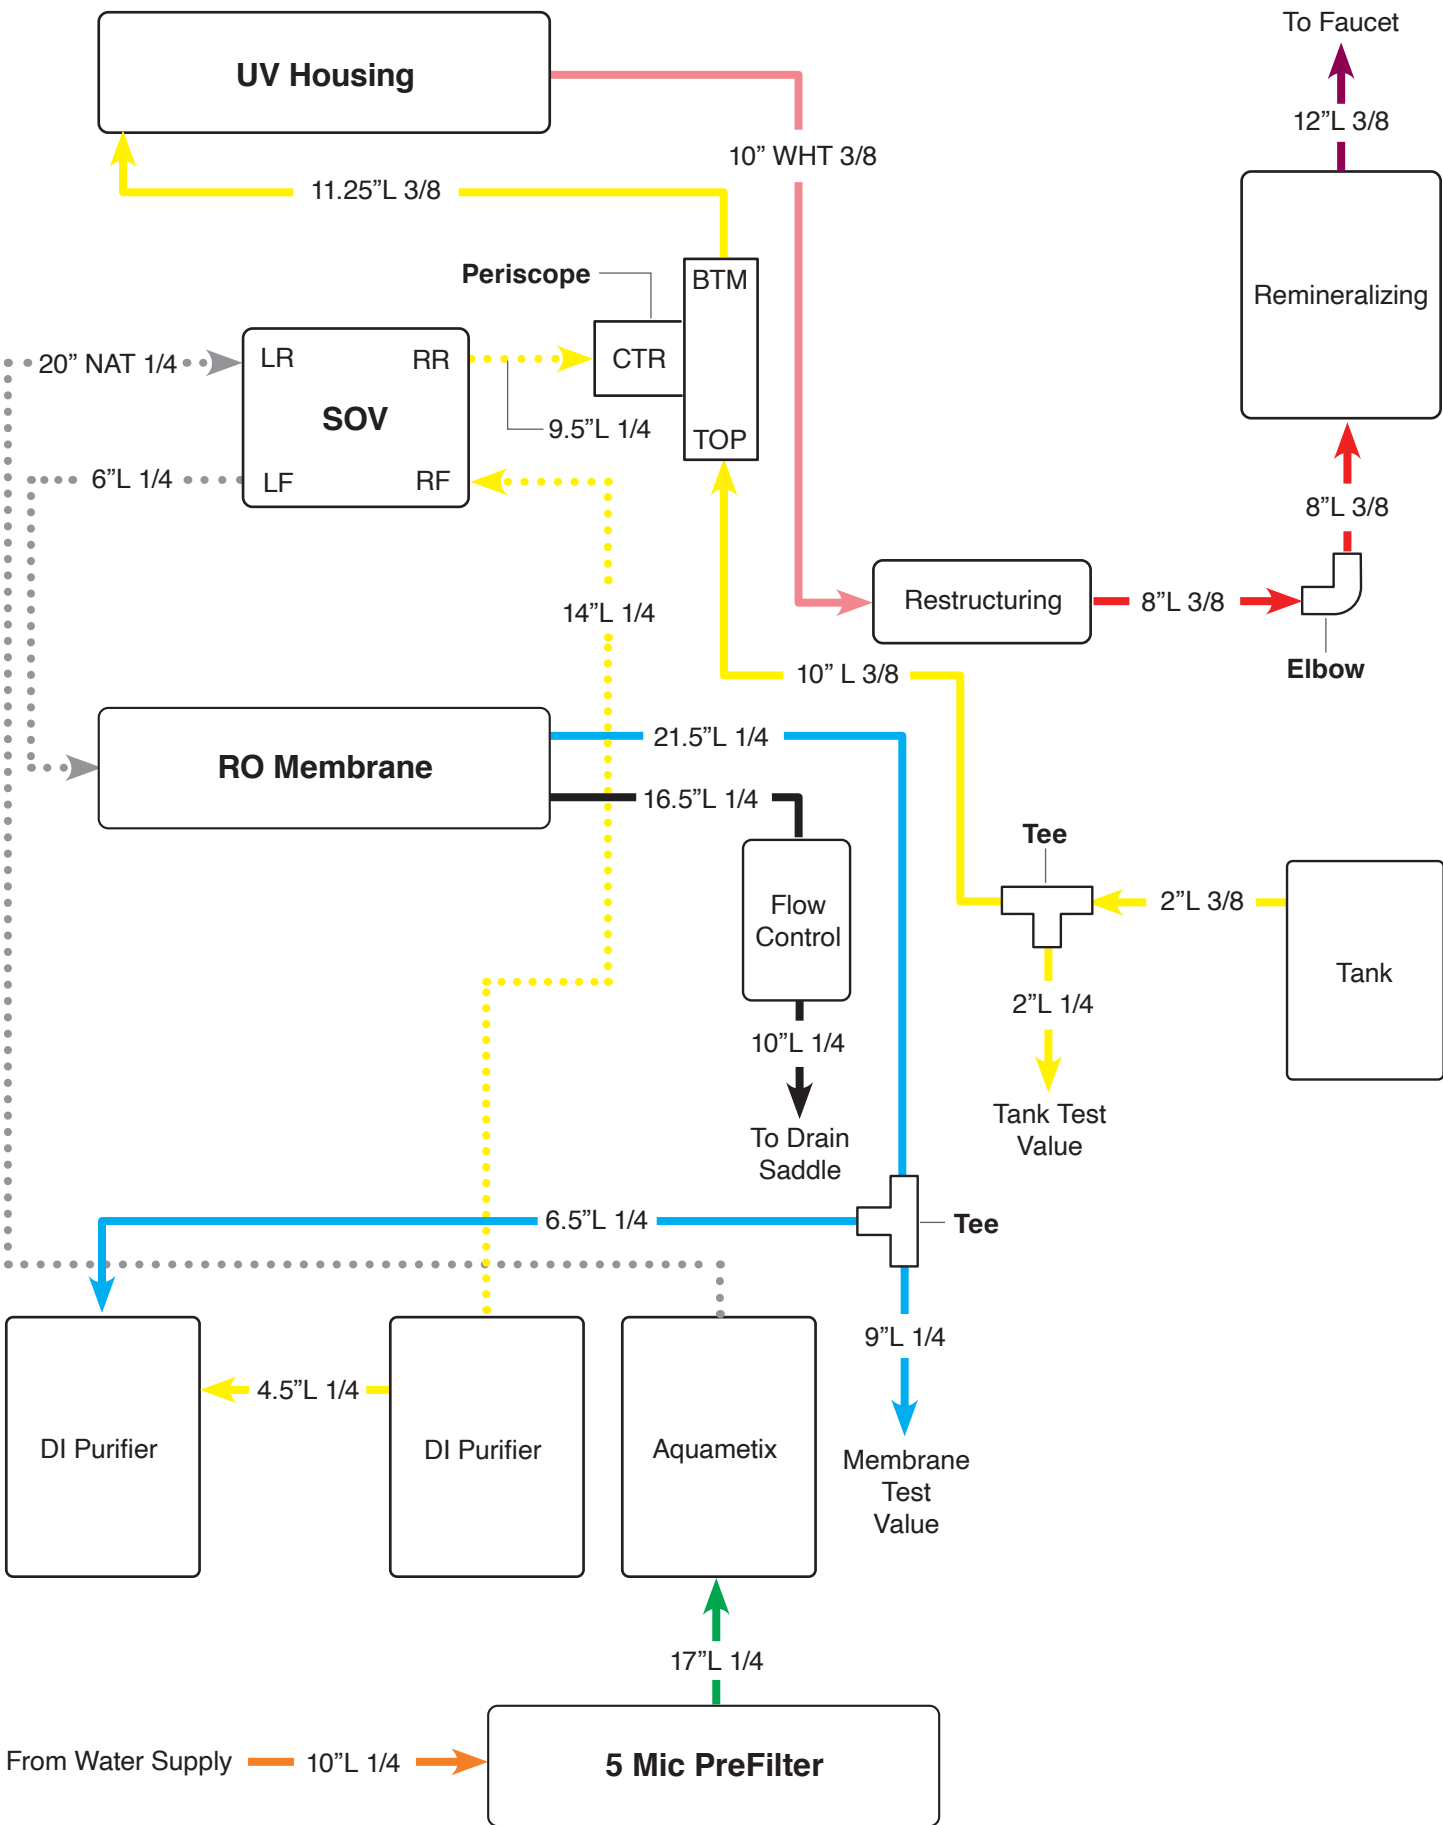 To Faucet
UV Housing
12”L 3/8
10” WHT 3/8
11.25”L 3/8
Periscope
BTM
Remineralizing
20” NAT 1/4
LR
RR
CTR
SOV
9.5”L 1/4
TOP
6”L 1/4
LF
RF
8”L 3/8
14”L 1/4
Restructuring
8”L 3/8
Elbow
10” L 3/8
21.5”L 1/4
RO Membrane
16.5”L 1/4
Tee
Flow
Control
2”L 3/8
Tank
2”L 1/4
10”L 1/4
Tank Test
Value
To Drain
Saddle
6.5”L 1/4
Tee
9”L 1/4
4.5”L 1/4
DI Purifier
DI Purifier
Aquametix
Membrane
Test
Value
17”L 1/4
From Water Supply
10”L 1/4
5 Mic PreFilter